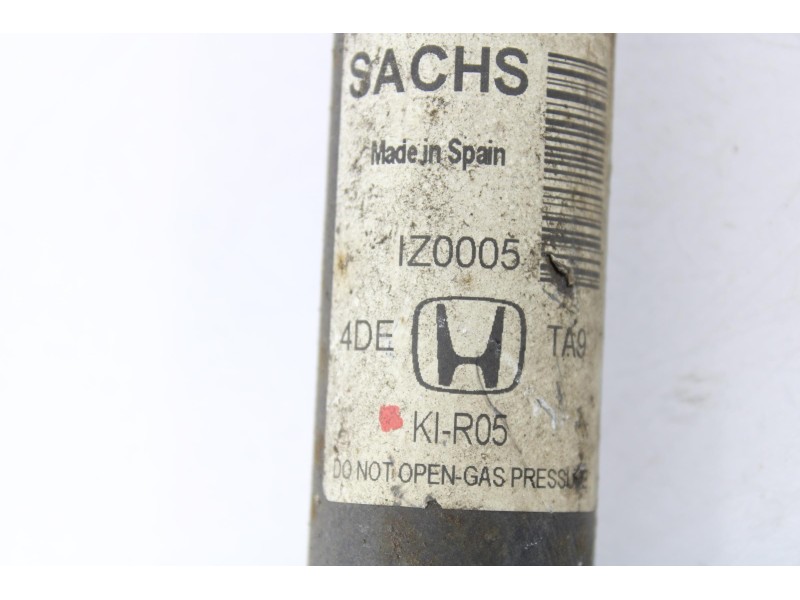 SACHS
Made in Spain
IZ0005
4DE TA9
KI-R05
DO NOT OPEN-GAS PRESSURE